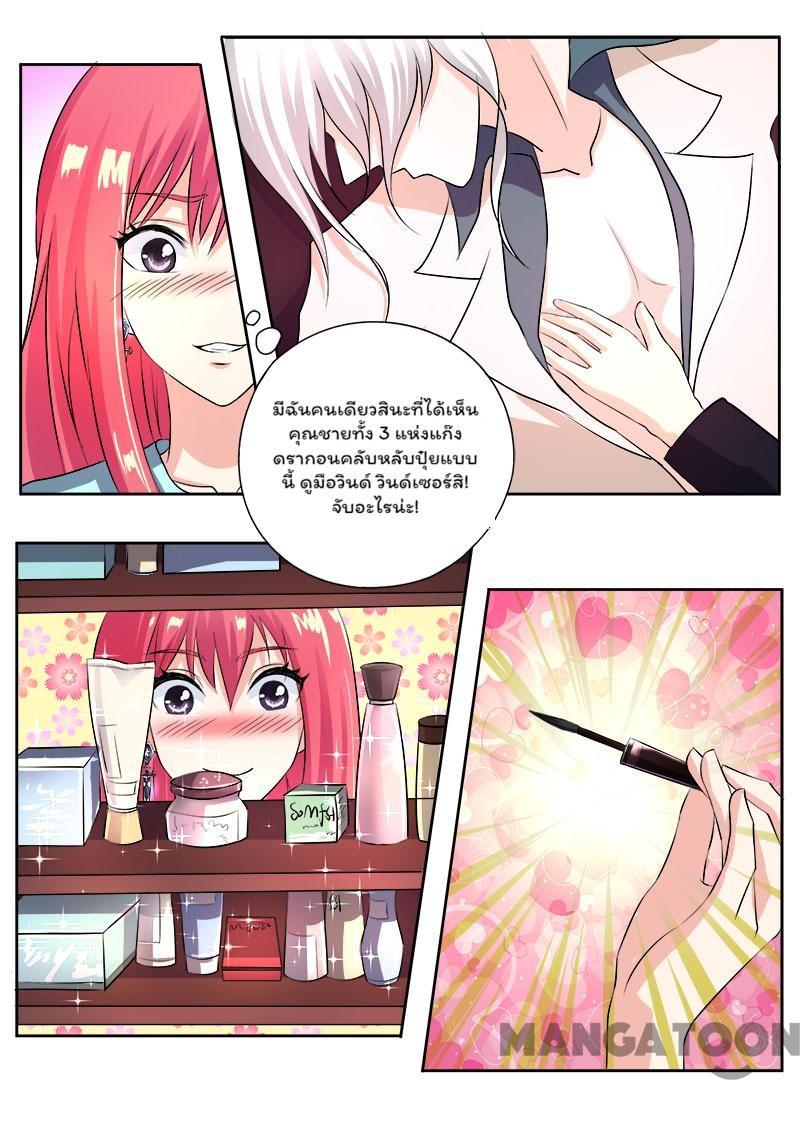 มีฉันคนเดียวสินะที่ได้เห็น
คุณชายทั้ง 3 แห่งแก๊ง
ดรากอนคลับหลับปุ๋ยแบบ
นี้ ดูมือวินด์ วินด์เซอร์สิ!
จับอะไรน่ะ!
MANGATOON